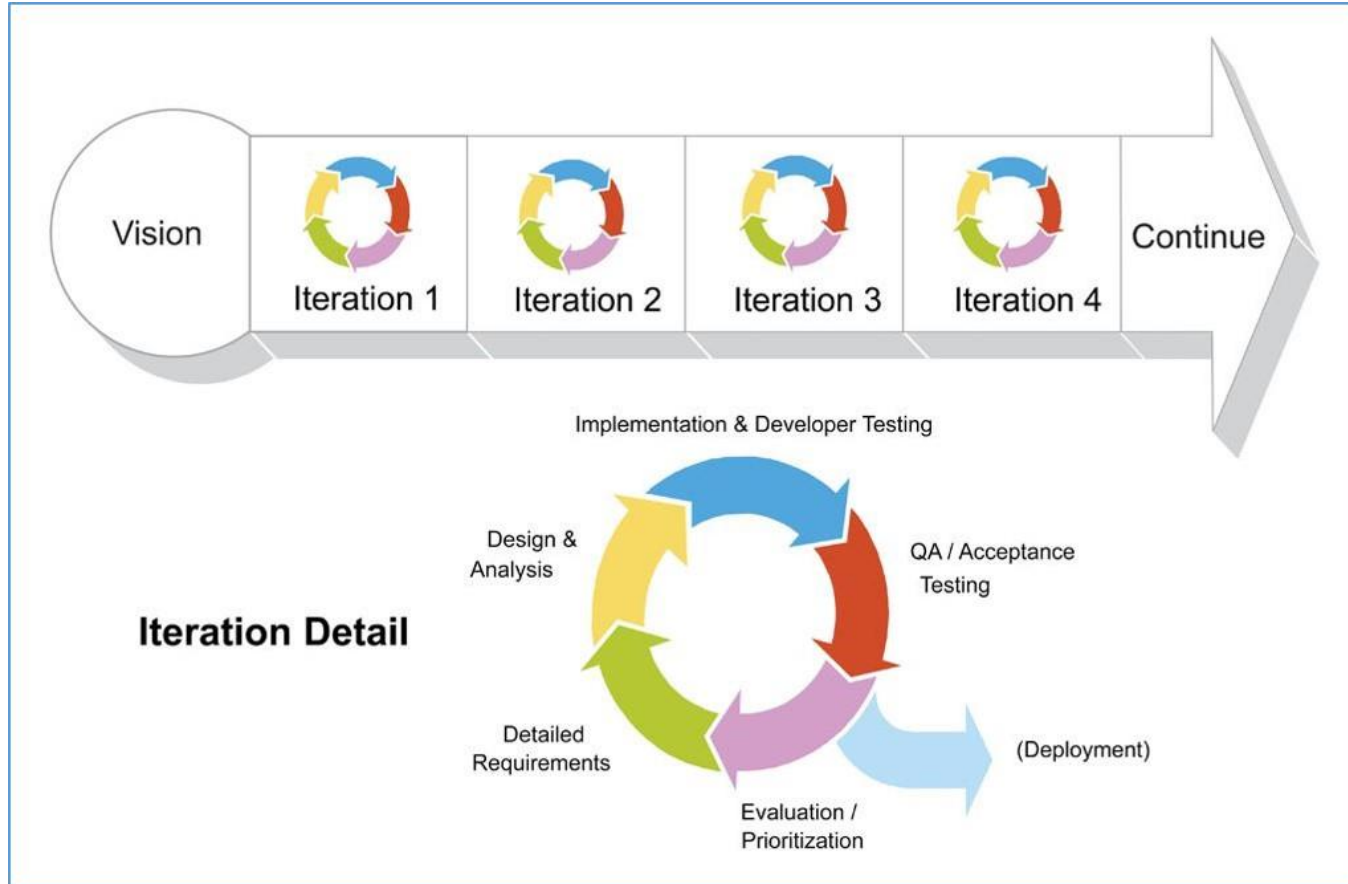 Vision
Iteration 1
Iteration 2
Iteration 3
Iteration 4
Continue
Implementation & Developer Testing
Design &
Analysis
QA / Acceptance
Testing
Iteration Detail
Detailed
Requirements
(Deployment)
Evaluation /
Prioritization